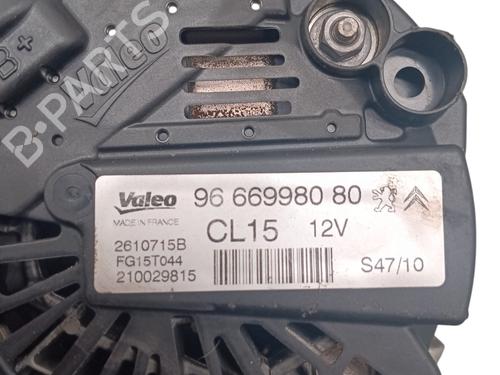 B+
Valeo
B-PARTS
Valeo 96 669980 80
MADE IN FRANCE
CL15 12V
2610715B
FG15T044
210029815
S47/10